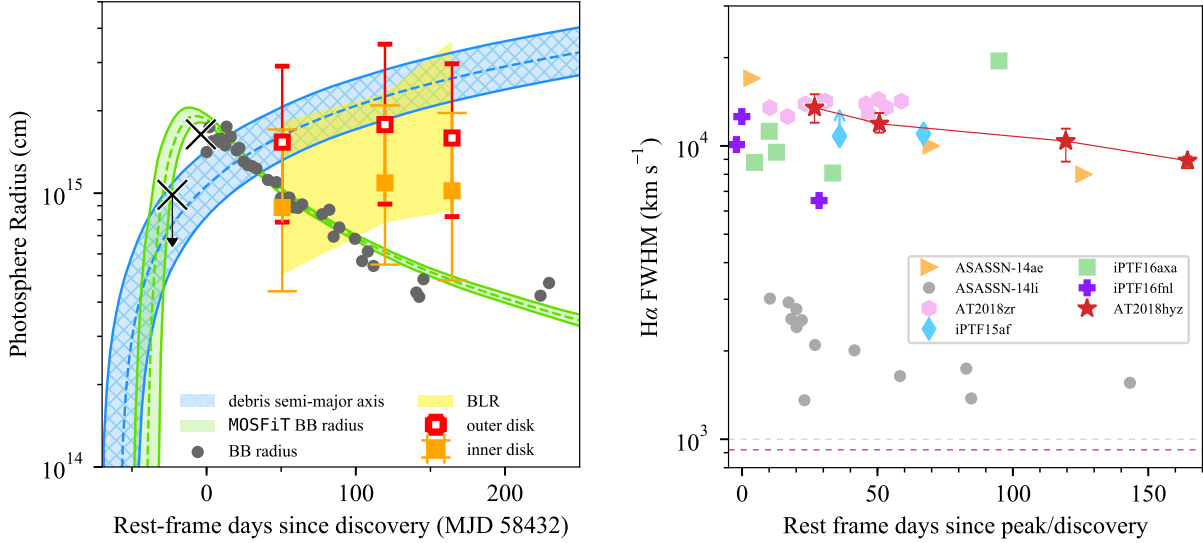 Photosphere Radius (cm)
10^15
10^14
0
100
200
Rest-frame days since discovery (MJD 58432)
debris semi-major axis
MOSFiT BB radius
BB radius
BLR
outer disk
inner disk
Hα FWHM (km s^−1)
10^4
10^3
0
50
100
150
Rest frame days since peak/discovery
ASASSN-14ae
ASASSN-14li
AT2018zr
iPTF15af
iPTF16axa
iPTF16fnl
AT2018hyz